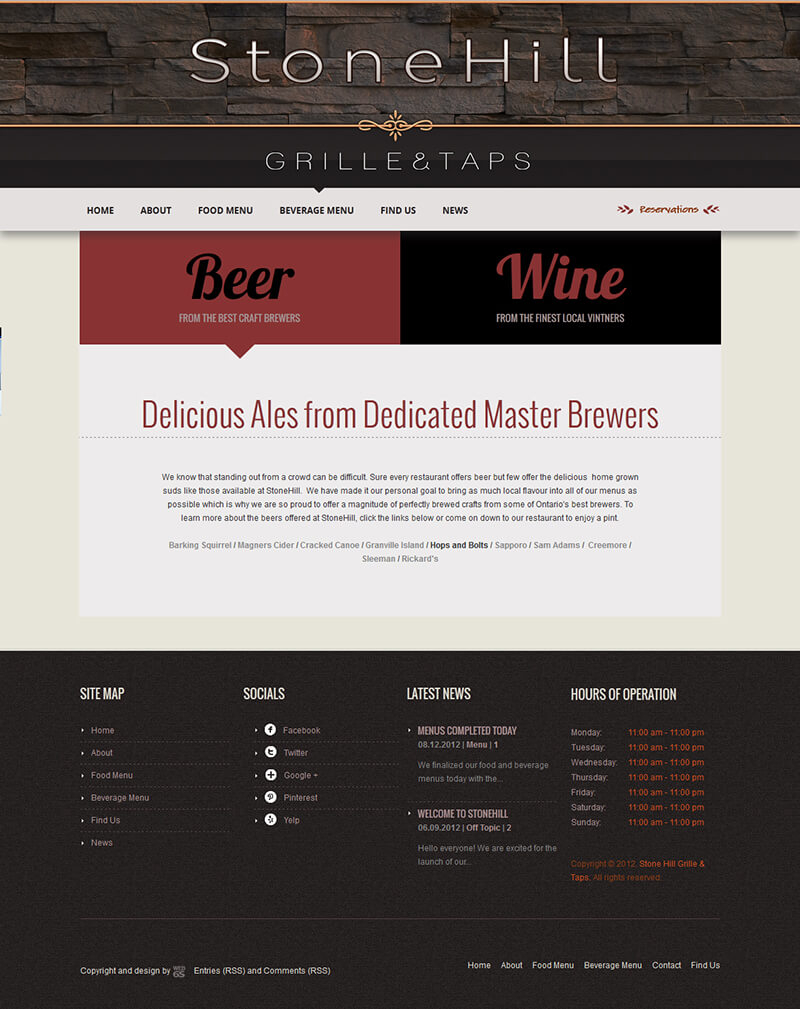 StoneHill
GRILLE & TAPS
HOME ABOUT FOOD MENU BEVERAGE MENU FIND US NEWS Reservations
Beer
FROM THE BEST CRAFT BREWERS
Wine
FROM THE FINEST LOCAL VINTNERS
Delicious Ales from Dedicated Master Brewers
We know that standing out from a crowd can be difficult. Sure every restaurant offers beer but few offer the delicious home grown
suds like those available at StoneHill. We have made it our personal goal to bring as much local flavour into all of our menus as
possible which is why we are so proud to offer a magnitude of perfectly brewed crafts from some of Ontario's best brewers. To
learn more about the beers offered at StoneHill, click the links below or come on down to our restaurant to enjoy a pint.
Barking Squirrel / Magners Cider / Cracked Canoe / Granville Island / Hops and Bolts / Sapporo / Sam Adams / Creemore /
Sleeman / Rickard's
SITE MAP
Home
About
Food Menu
Beverage Menu
Find Us
News
SOCIALS
Facebook
Twitter
Google +
Pinterest
Yelp
LATEST NEWS
MENUS COMPLETED TODAY
08.12.2012 | Menu | 1
We finalized our food and beverage
menus today with the...
WELCOME TO STONEHILL
06.09.2012 | Off Topic | 2
Hello everyone! We are excited for the
launch of our...
HOURS OF OPERATION
Monday: 11:00 am - 11:00 pm
Tuesday: 11:00 am - 11:00 pm
Wednesday: 11:00 am - 11:00 pm
Thursday: 11:00 am - 11:00 pm
Friday: 11:00 am - 11:00 pm
Saturday: 11:00 am - 11:00 pm
Sunday: 11:00 am - 11:00 pm
Copyright © 2012. Stone Hill Grille &
Taps. All rights reserved.
Copyright and design by WEB GS Entries (RSS) and Comments (RSS)
Home About Food Menu Beverage Menu Contact Find Us